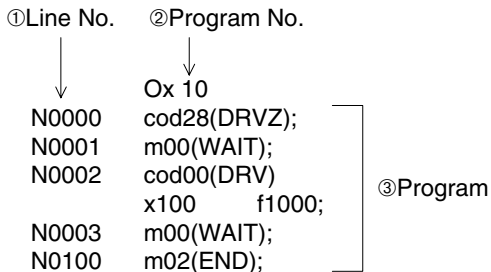 ①Line No. ②Program No.
Ox 10
N0000 cod28(DRVZ);
N0001 m00(WAIT);
N0002 cod00(DRV)
x100 f1000;
③Program
N0003 m00(WAIT);
N0100 m02(END);